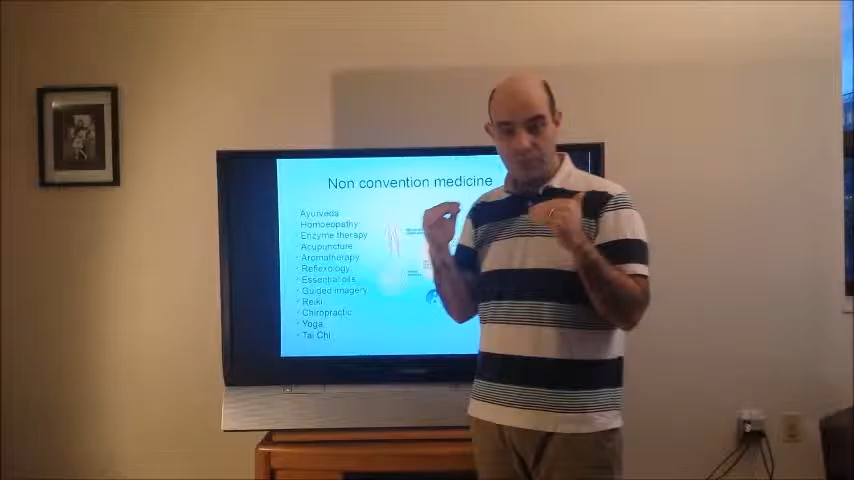 Non convention medicine
· Ayurveda
· Homoeopathy
· Enzyme therapy
· Acupuncture
· Aromatherapy
· Reflexology
· Essential oils
· Guided imagery
· Reiki
· Chiropractic
· Yoga
· Tai Chi